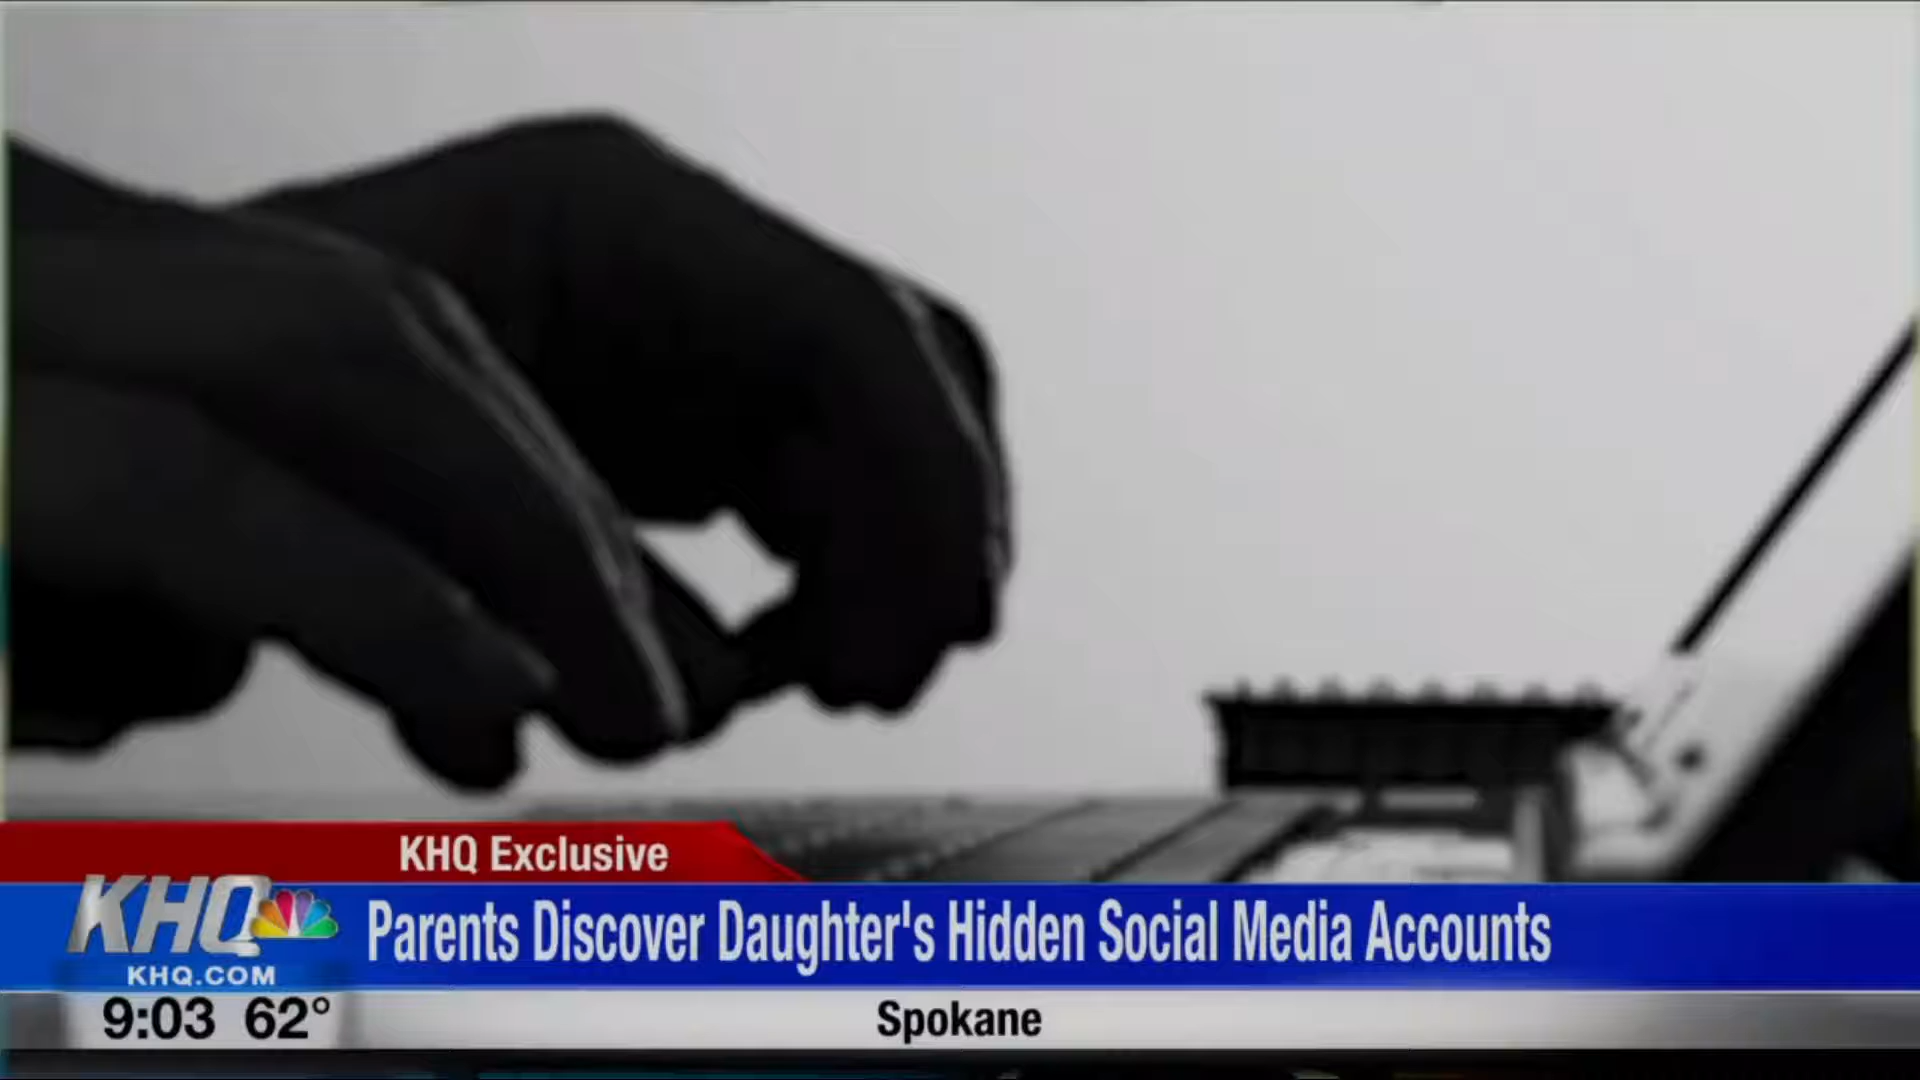 KHQ Exclusive
KHQ
Parents Discover Daughter's Hidden Social Media Accounts
KHQ.COM
9:03 62°
Spokane